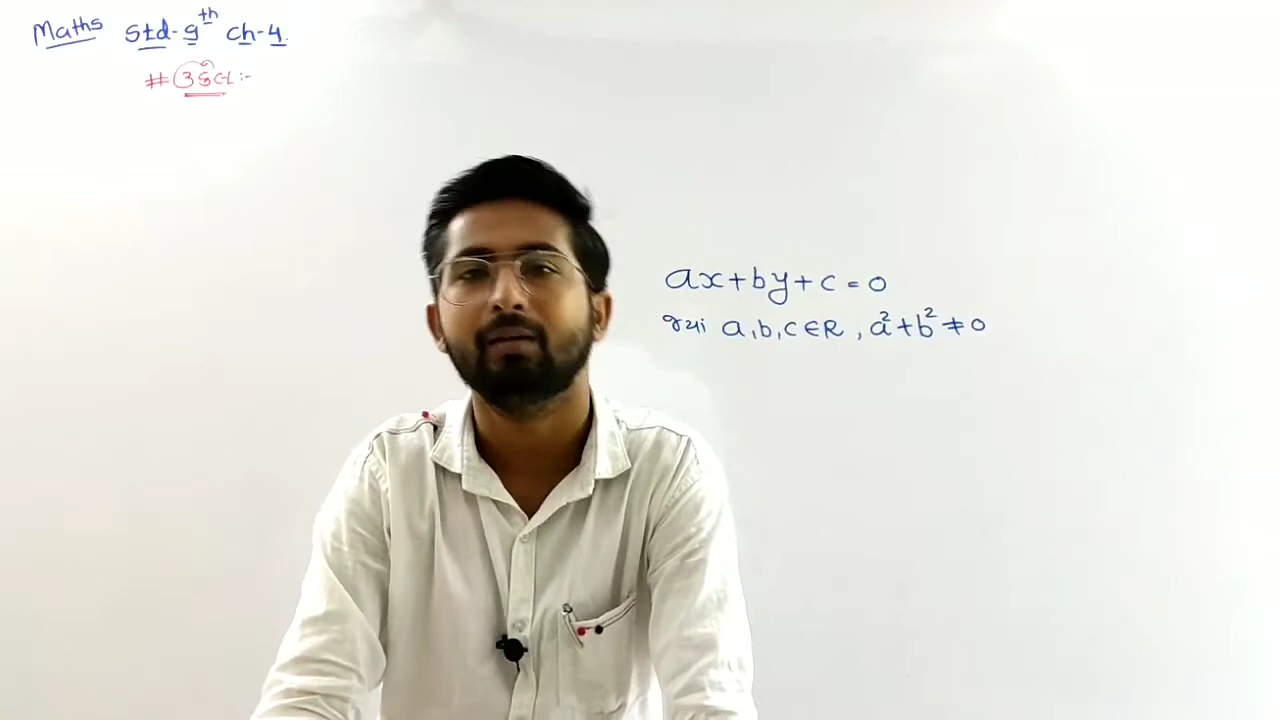 Maths Std-9th ch-4.
# ઉકેલ :-
ax+by+c=0
જ્યાં a,b,c∈R, a²+b²≠0